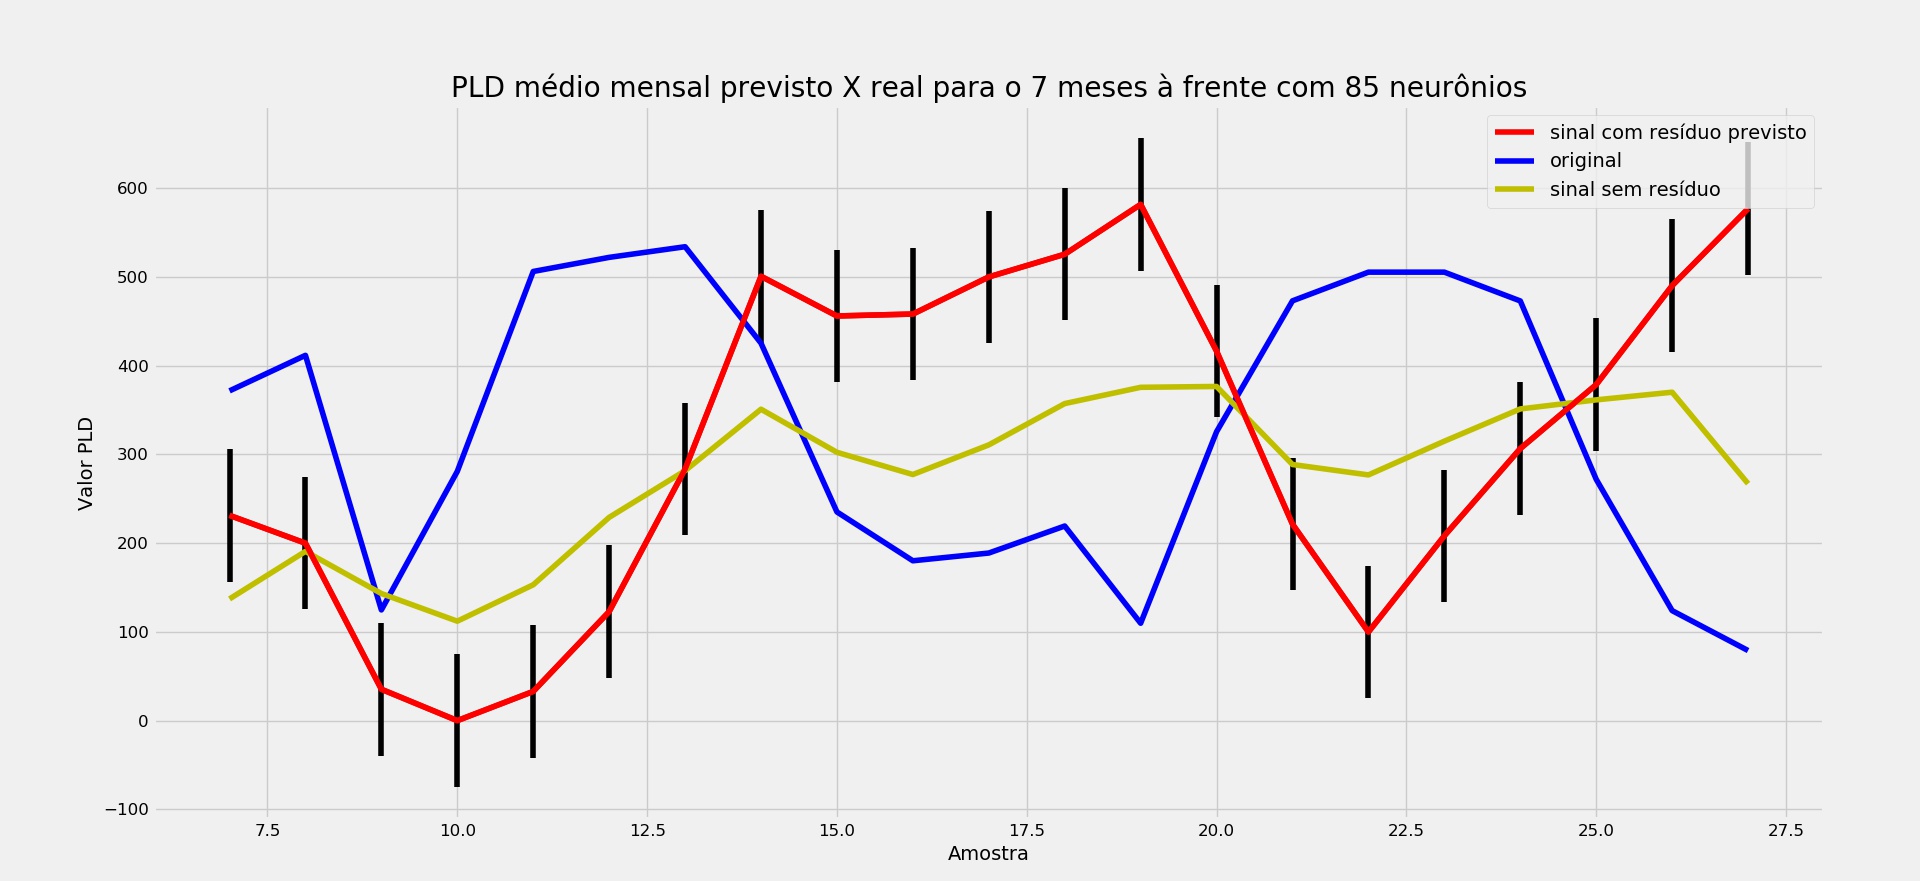 PLD médio mensal previsto X real para o 7 meses à frente com 85 neurônios
sinal com resíduo previsto
original
sinal sem resíduo
600
500
400
300
200
100
0
−100
Valor PLD
7.5 10.0 12.5 15.0 17.5 20.0 22.5 25.0 27.5
Amostra